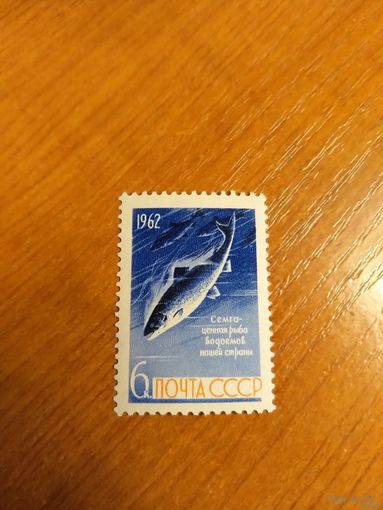 1962
Семга-
ценная рыба
водоемов
нашей страны
6к. ПОЧТА СССР